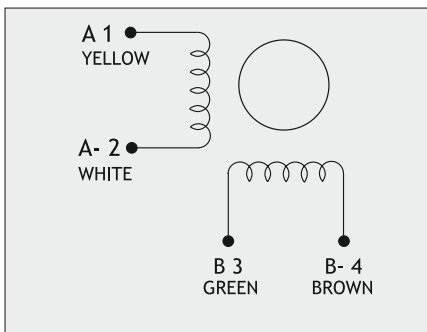 A 1
YELLOW
A- 2
WHITE
B 3
GREEN
B- 4
BROWN